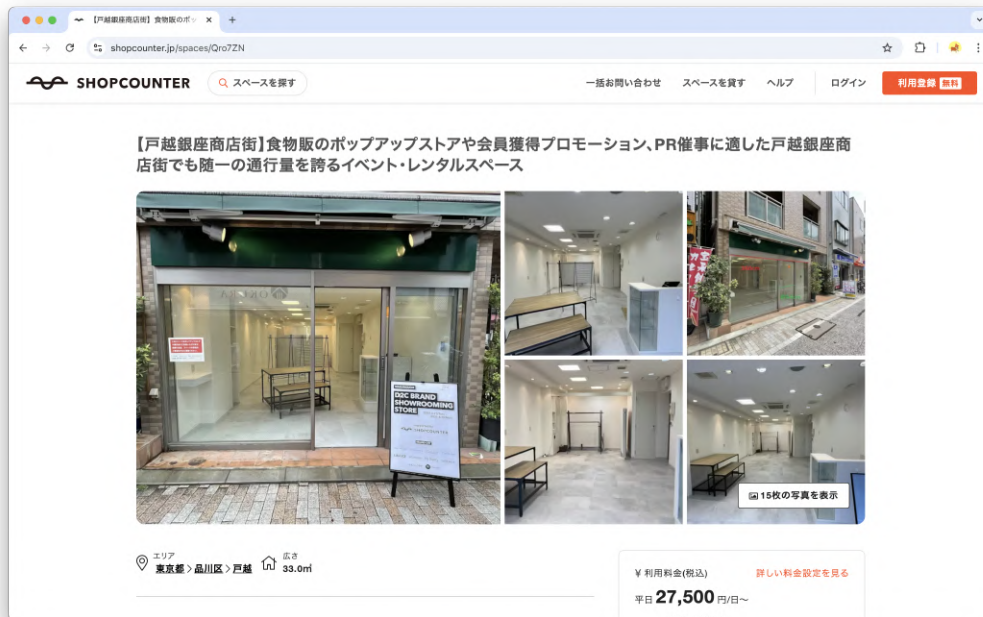 【戸越銀座商店街】食物販のポッ
shopcounter.jp/spaces/Qro7ZN
SHOPCOUNTER
スペースを探す
一括お問い合わせ
スペースを貸す
ヘルプ
ログイン
利用登録 無料
【戸越銀座商店街】食物販のポップアップストアや会員獲得プロモーション、PR催事に適した戸越銀座商
店街でも随一の通行量を誇るイベント・レンタルスペース
D2C BRAND
SHOWROOMING
STORE
15枚の写真を表示
エリア
東京都 > 品川区 > 戸越
広さ
33.0㎡
¥ 利用料金(税込)
詳しい料金設定を見る
平日 27,500 円/日〜